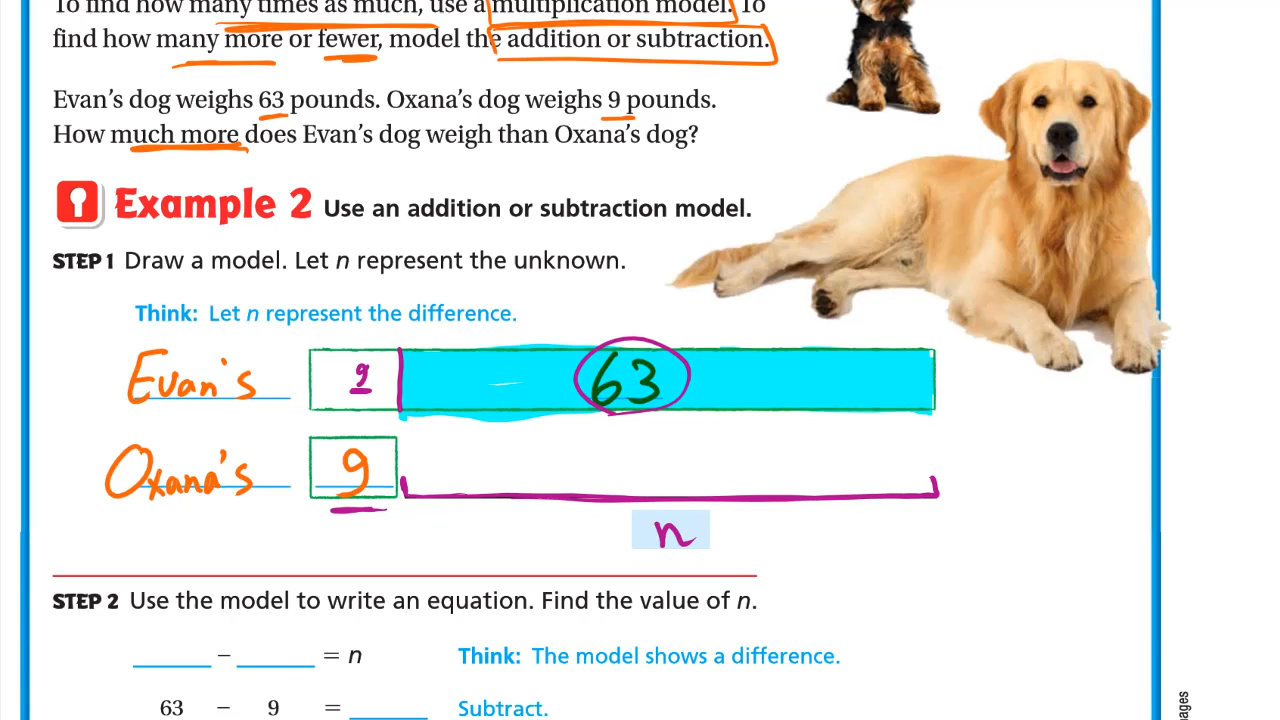 To find how many times as much, use a multiplication model. To
find how many more or fewer, model the addition or subtraction.
Evan's dog weighs 63 pounds. Oxana's dog weighs 9 pounds.
How much more does Evan's dog weigh than Oxana's dog?
Example 2 Use an addition or subtraction model.
STEP 1 Draw a model. Let n represent the unknown.
Think: Let n represent the difference.
Evan's 9 63
Oxana's 9
n
STEP 2 Use the model to write an equation. Find the value of n.
______ – ______ = n Think: The model shows a difference.
63 – 9 = ______ Subtract.